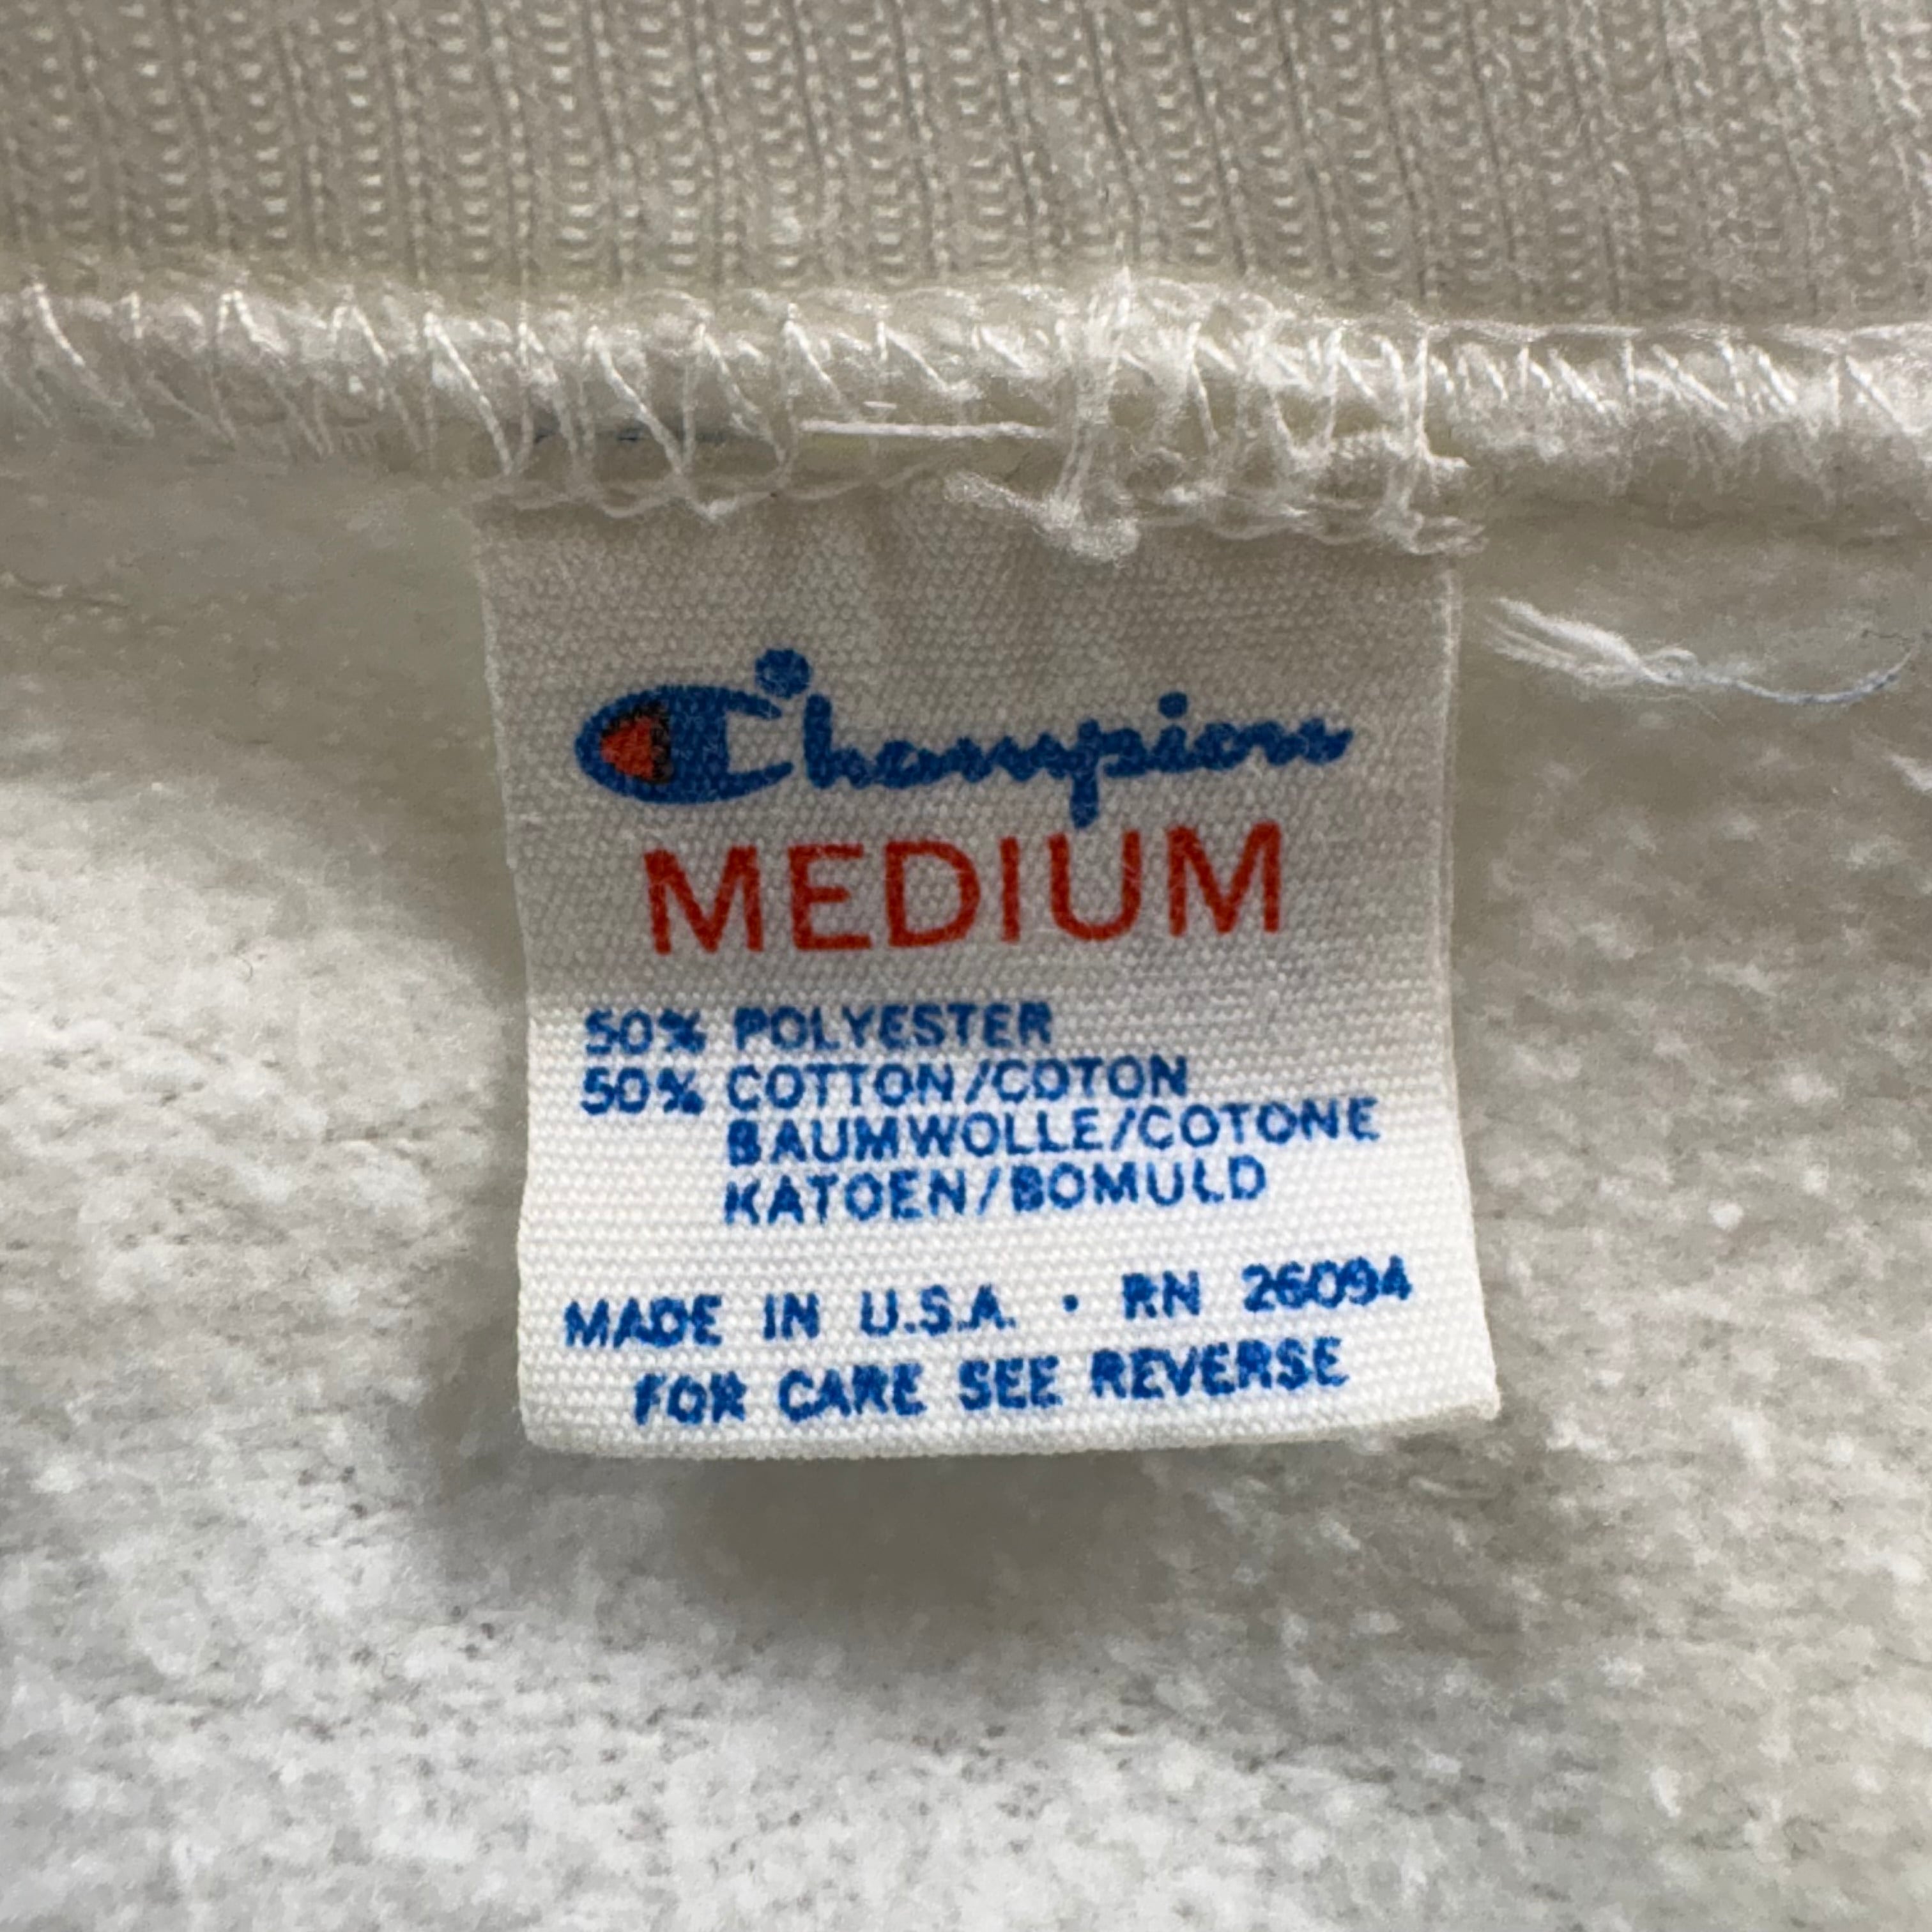 Champion
MEDIUM
50% POLYESTER
50% COTTON/COTON
BAUMWOLLE/COTONE
KATOEN/BOMULD
MADE IN U.S.A. • RN 26094
FOR CARE SEE REVERSE